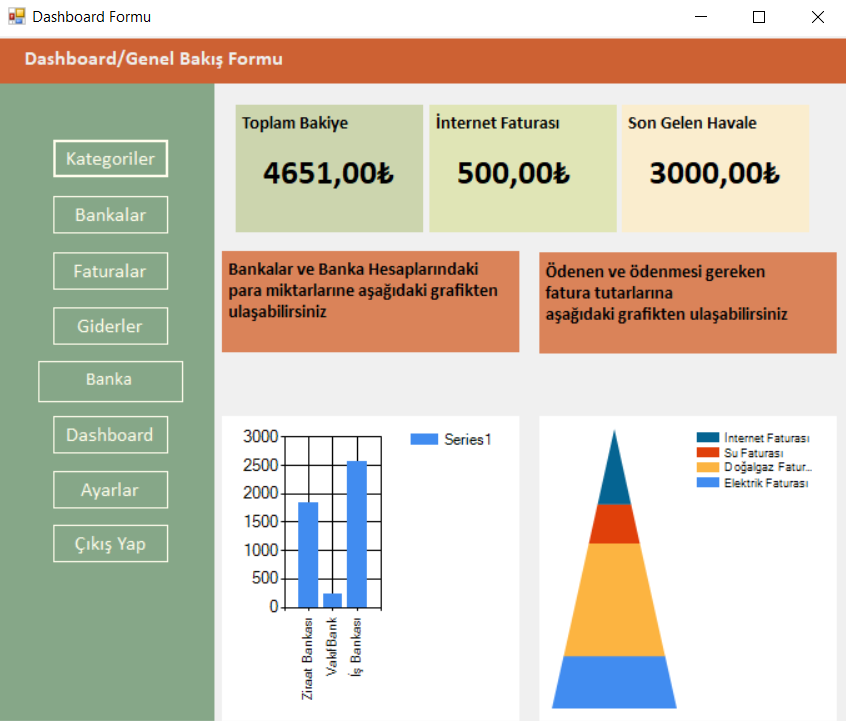 Dashboard Formu
Dashboard/Genel Bakış Formu
Kategoriler
Bankalar
Faturalar
Giderler
Banka
Dashboard
Ayarlar
Çıkış Yap
Toplam Bakiye
4651,00₺
İnternet Faturası
500,00₺
Son Gelen Havale
3000,00₺
Bankalar ve Banka Hesaplarındaki
para miktarlarıne aşağıdaki grafikten
ulaşabilirsiniz
Ödenen ve ödenmesi gereken
fatura tutarlarına
aşağıdaki grafikten ulaşabilirsiniz
3000
2500
2000
1500
1000
500
0
Ziraat Bankası
VakıfBank
İş Bankası
Series1
İnternet Faturası
Su Faturası
Doğalgaz Fatur...
Elektrik Faturası